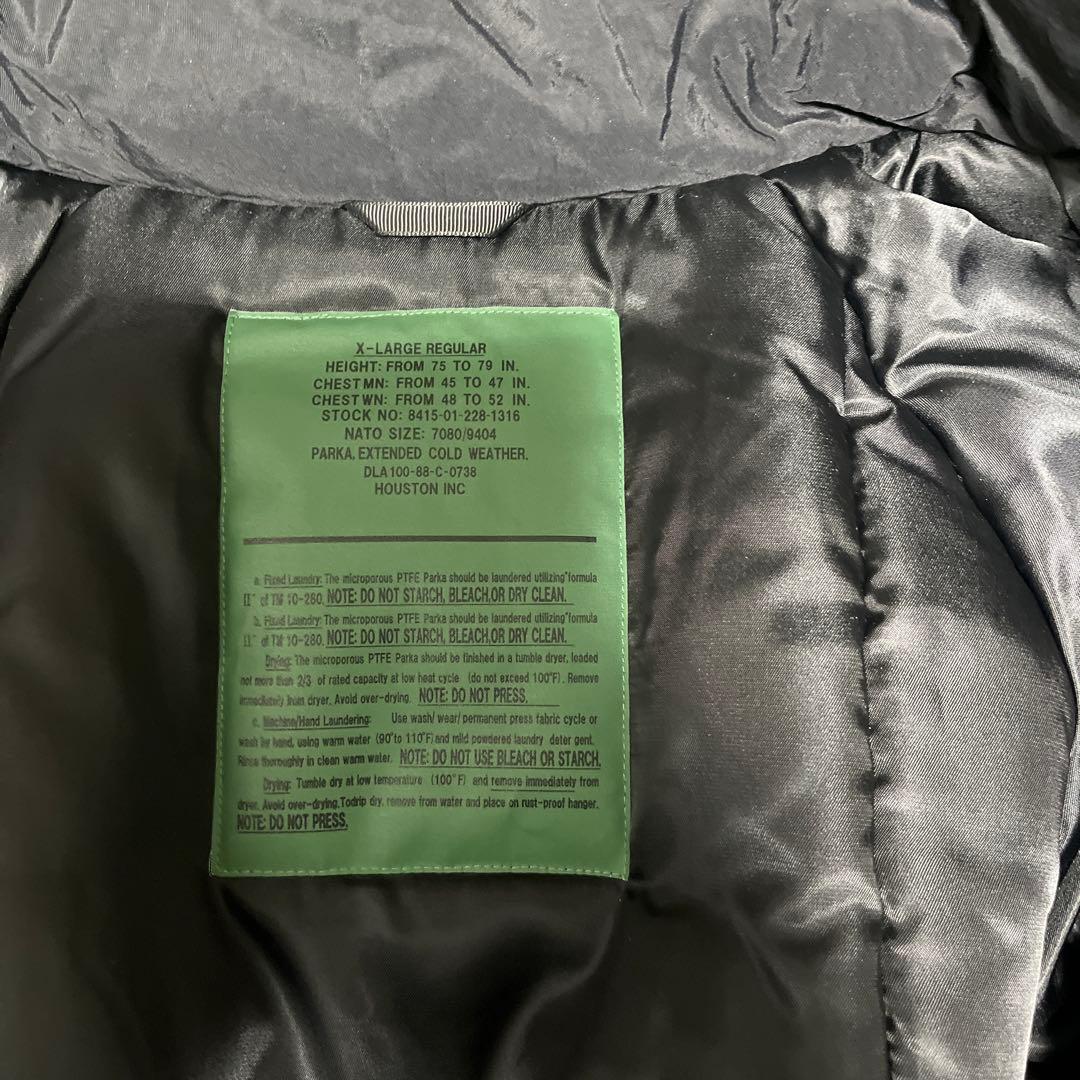 X-LARGE REGULAR
HEIGHT: FROM 75 TO 79 IN.
CHEST MN: FROM 45 TO 47 IN.
CHEST WN: FROM 48 TO 52 IN.
STOCK NO: 8415-01-228-1316
NATO SIZE: 7080/9404
PARKA, EXTENDED COLD WEATHER.
DLA100-88-C-0738
HOUSTON INC
a. Fixed Laundry: The microporous PTFE Parka should be laundered utilizing"formula
II" of TM 10-280. NOTE: DO NOT STARCH, BLEACH,OR DRY CLEAN.
b. Fixed Laundry: The microporous PTFE Parka should be laundered utilizing"formula
II" of TM 10-280. NOTE: DO NOT STARCH, BLEACH,OR DRY CLEAN.
Drying: The microporous PTFE Parka should be finished in a tumble dryer, loaded
not more than 2/3 of rated capacity at low heat cycle (do not exceed 100°F). Remove
immediately from dryer. Avoid over-drying. NOTE: DO NOT PRESS.
c. Machine/Hand Laundering: Use wash/wear/permanent press fabric cycle or
wash by hand, using warm water (90°to 110°F)and mild powdered laundry deter gent.
Rinse thoroughly in clean warm water. NOTE: DO NOT USE BLEACH OR STARCH.
Drying: Tumble dry at low temperature (100°F) and remove immediately from
dryer. Avoid over-drying.Todrip dry, remove from water and place on rust-proof hanger.
NOTE: DO NOT PRESS.